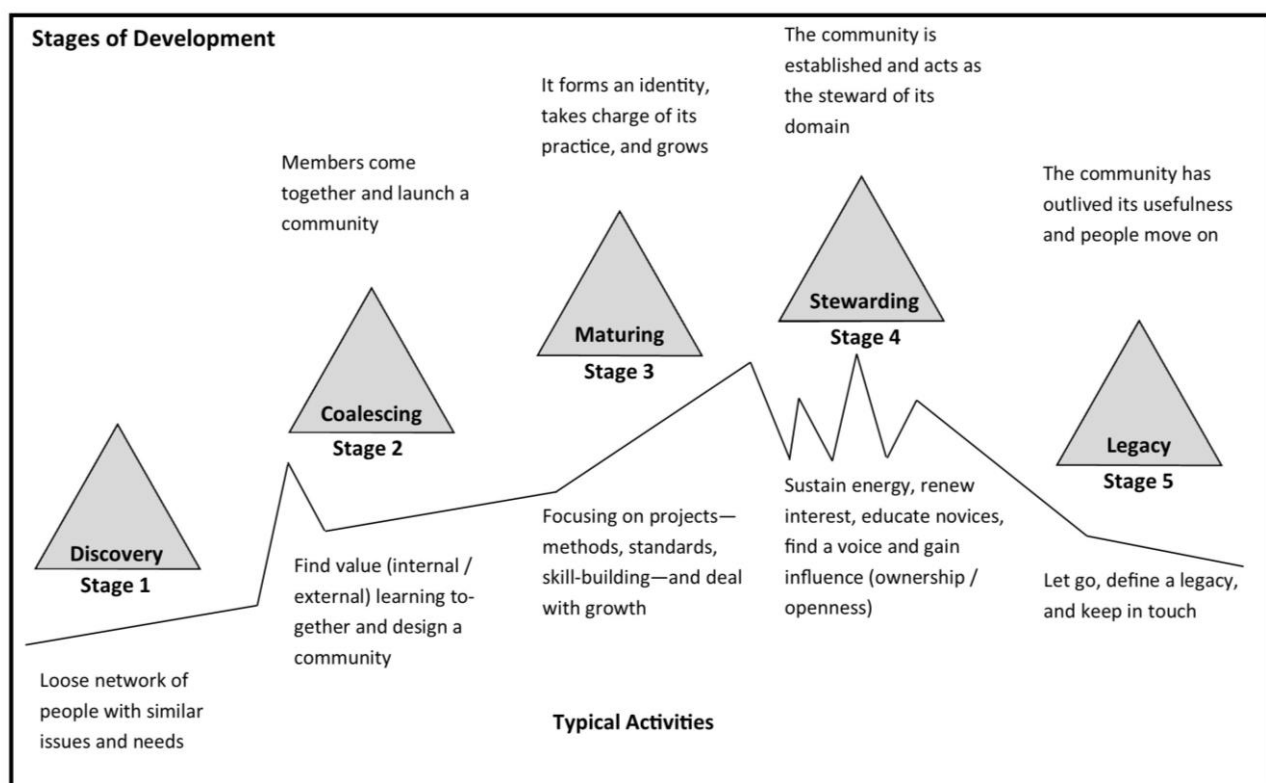 Stages of Development
Loose network of
people with similar
issues and needs
Discovery
Stage 1
Members come
together and launch a
community
Coalescing
Stage 2
Find value (internal /
external) learning to-
gether and design a
community
It forms an identity,
takes charge of its
practice, and grows
Maturing
Stage 3
Focusing on projects—
methods, standards,
skill-building—and deal
with growth
The community is
established and acts as
the steward of its
domain
Stewarding
Stage 4
Sustain energy, renew
interest, educate novices,
find a voice and gain
influence (ownership /
openness)
The community has
outlived its usefulness
and people move on
Legacy
Stage 5
Let go, define a legacy,
and keep in touch
Typical Activities